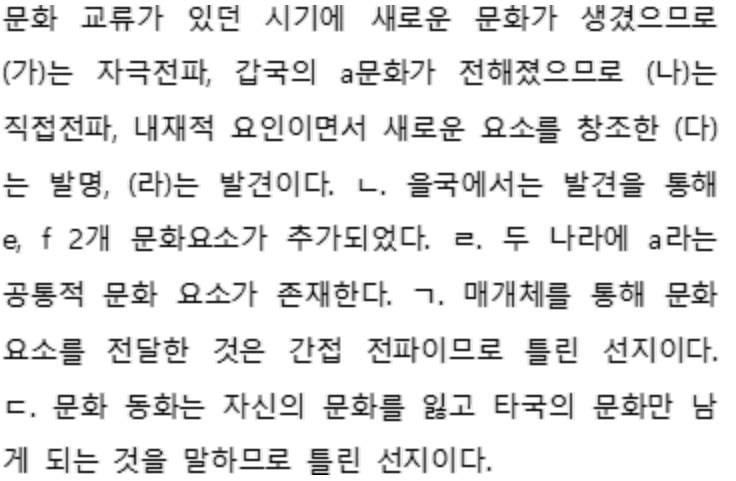 문화 교류가 있던 시기에 새로운 문화가 생겼으므로
(가)는 자극전파, 갑국의 a문화가 전해졌으므로 (나)는
직접전파, 내재적 요인이면서 새로운 요소를 창조한 (다)
는 발명, (라)는 발견이다. ㄴ. 을국에서는 발견을 통해
e, f 2개 문화요소가 추가되었다. ㄹ. 두 나라에 a라는
공통적 문화 요소가 존재한다. ㄱ. 매개체를 통해 문화
요소를 전달한 것은 간접 전파이므로 틀린 선지이다.
ㄷ. 문화 동화는 자신의 문화를 잃고 타국의 문화만 남
게 되는 것을 말하므로 틀린 선지이다.